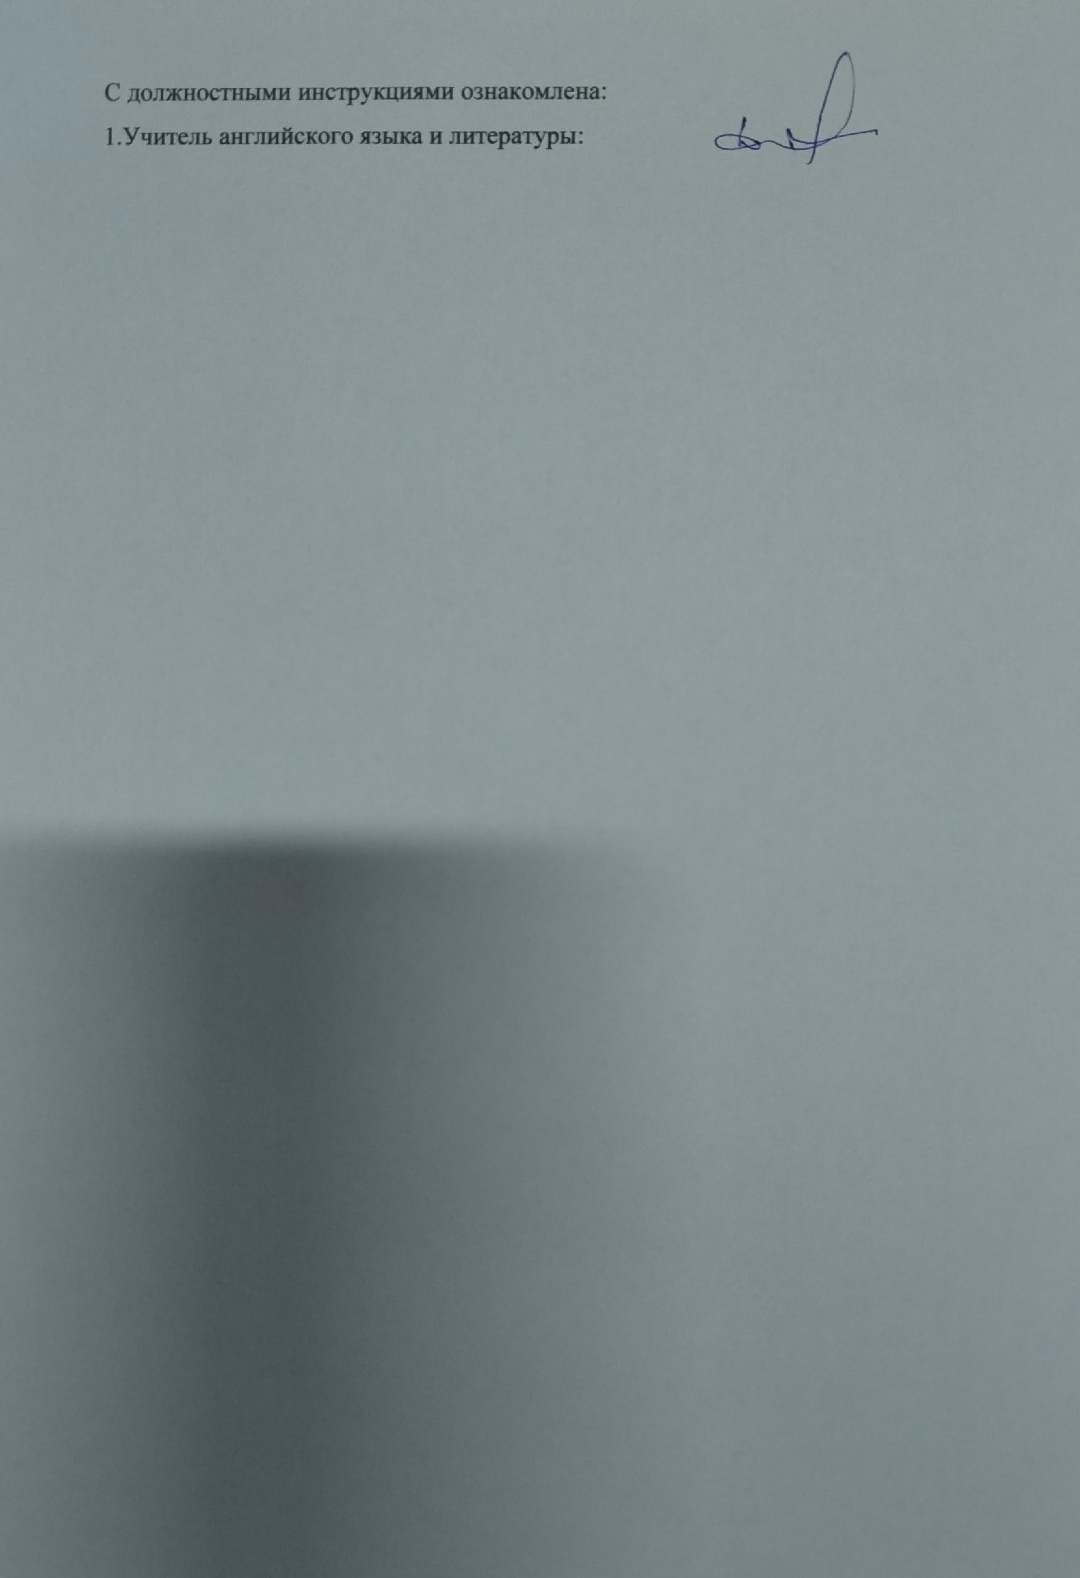 С должностными инструкциями ознакомлена:
1.Учитель английского языка и литературы: